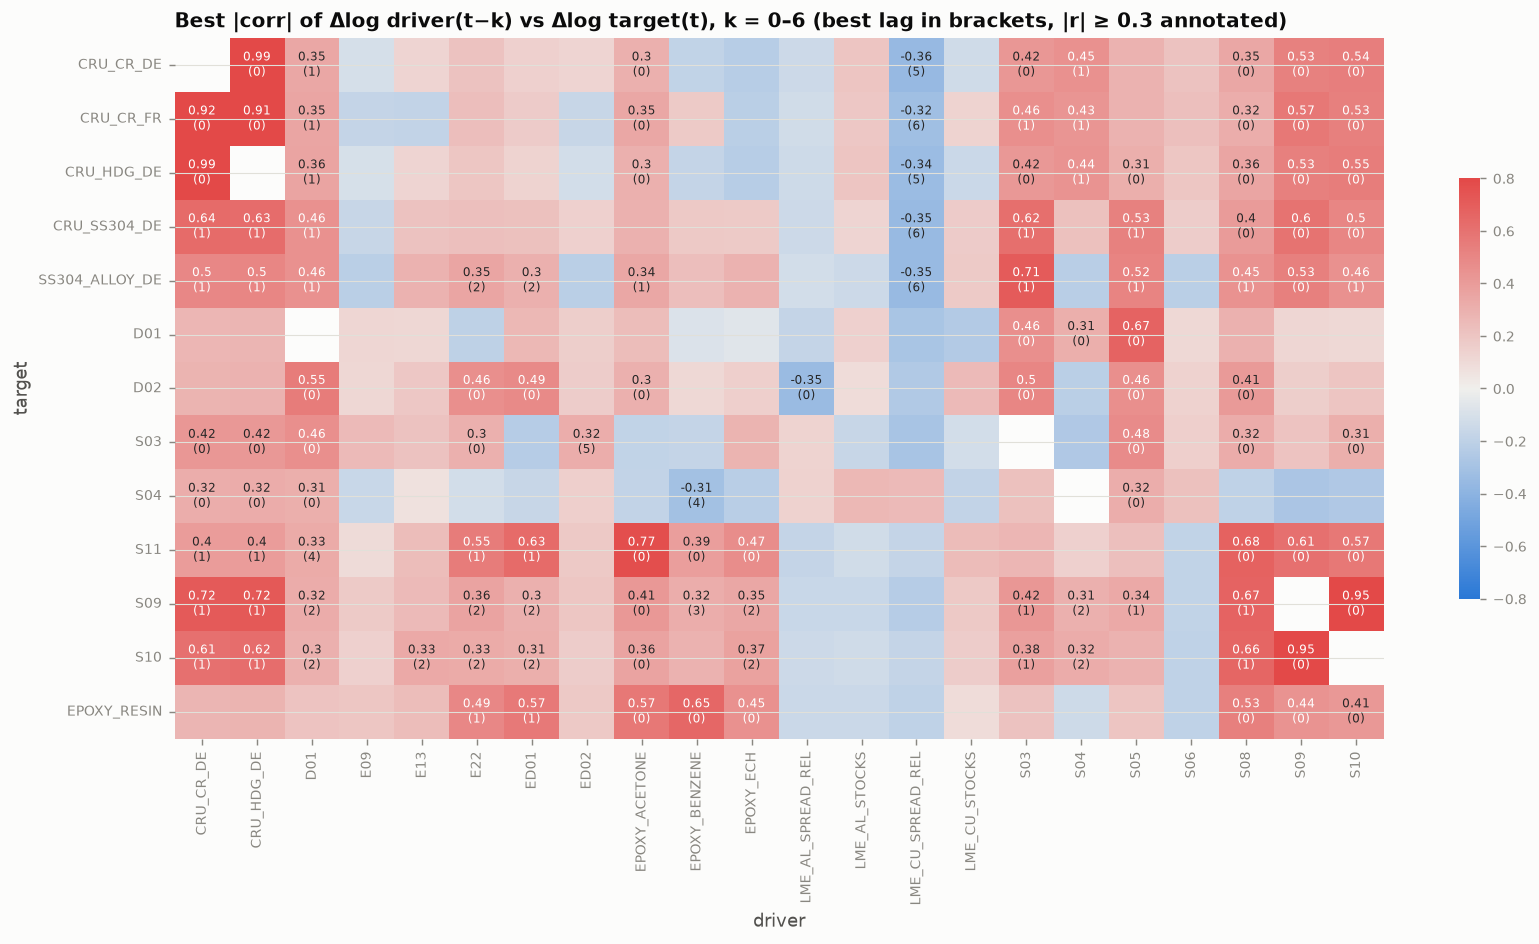 Best |corr| of Δlog driver(t−k) vs Δlog target(t), k = 0–6 (best lag in brackets, |r| ≥ 0.3 annotated)
target
CRU_CR_DE 0.99 0.35 0.3 -0.36 0.42 0.45 0.35 0.53 0.54
(0) (1) (0) (5) (0) (1) (0) (0) (0)
CRU_CR_FR 0.92 0.91 0.35 0.35 -0.32 0.46 0.43 0.32 0.57 0.53
(0) (0) (1) (0) (6) (1) (1) (0) (0) (0)
CRU_HDG_DE 0.99 0.36 0.3 -0.34 0.42 0.44 0.31 0.36 0.53 0.55
(0) (1) (0) (5) (0) (1) (0) (0) (0) (0)
CRU_SS304_DE 0.64 0.63 0.46 -0.35 0.62 0.53 0.4 0.6 0.5
(1) (1) (1) (6) (1) (1) (0) (0) (0)
SS304_ALLOY_DE 0.5 0.5 0.46 0.35 0.3 0.34 -0.35 0.71 0.52 0.45 0.53 0.46
(1) (1) (1) (2) (2) (1) (6) (1) (1) (1) (0) (1)
D01 0.46 0.31 0.67
(0) (0) (0)
D02 0.55 0.46 0.49 0.3 -0.35 0.5 0.46 0.41
(0) (0) (0) (0) (0) (0) (0) (0)
S03 0.42 0.42 0.46 0.3 0.32 0.48 0.32 0.31
(0) (0) (0) (0) (5) (0) (0) (0)
S04 0.32 0.32 0.31 -0.31 0.32
(0) (0) (0) (4) (0)
S11 0.4 0.4 0.33 0.55 0.63 0.77 0.39 0.47 0.68 0.61 0.57
(1) (1) (4) (1) (1) (0) (0) (0) (0) (0) (0)
S09 0.72 0.72 0.32 0.36 0.3 0.41 0.32 0.35 0.42 0.31 0.34 0.67 0.95
(1) (1) (2) (2) (2) (0) (3) (2) (1) (2) (1) (1) (0)
S10 0.61 0.62 0.3 0.33 0.33 0.31 0.36 0.37 0.38 0.32 0.66 0.95
(1) (1) (2) (2) (2) (2) (0) (2) (1) (2) (1) (0)
EPOXY_RESIN 0.49 0.57 0.57 0.65 0.45 0.53 0.44 0.41
(1) (1) (0) (0) (0) (0) (0) (0)
CRU_CR_DE
CRU_HDG_DE
D01
E09
E13
E22
ED01
ED02
EPOXY_ACETONE
EPOXY_BENZENE
EPOXY_ECH
LME_AL_SPREAD_REL
LME_AL_STOCKS
LME_CU_SPREAD_REL
LME_CU_STOCKS
S03
S04
S05
S06
S08
S09
S10
driver
0.8
0.6
0.4
0.2
0.0
−0.2
−0.4
−0.6
−0.8